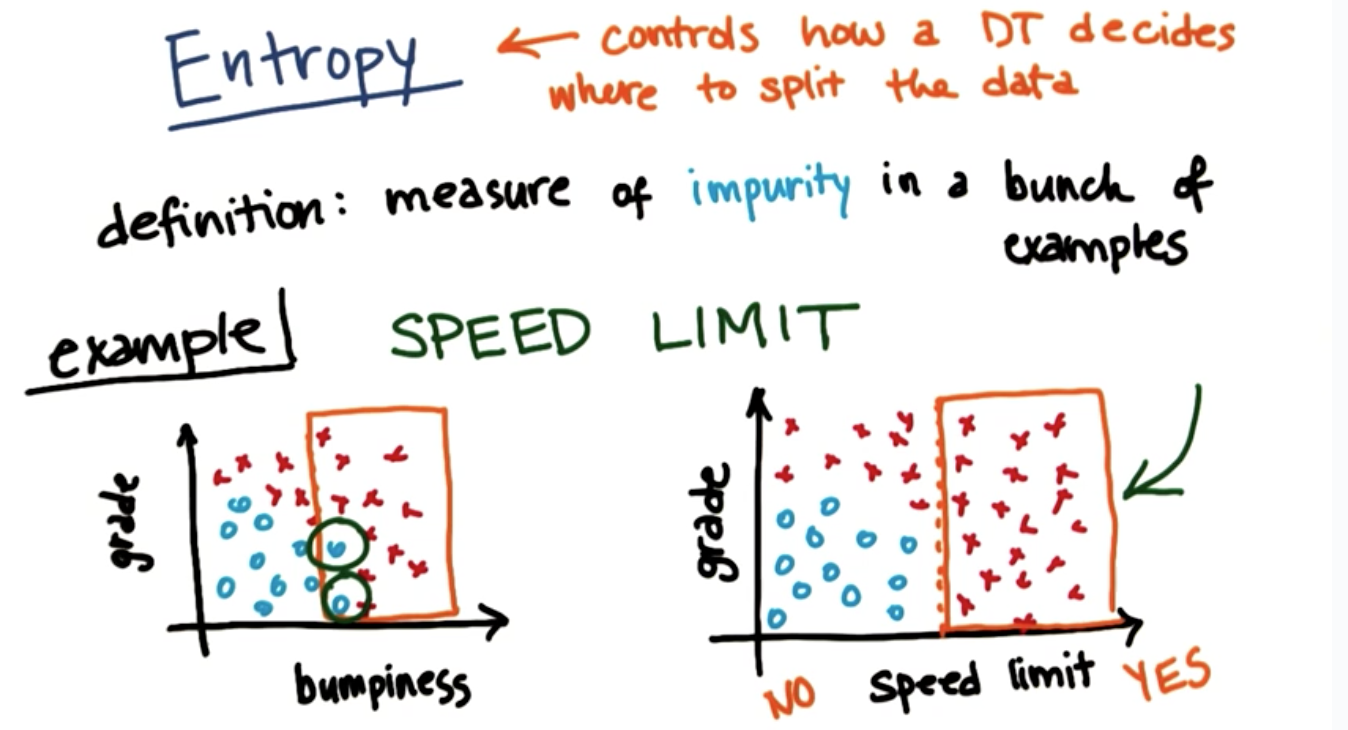 Entropy ← controls how a DT decides
where to split the data
definition: measure of impurity in a bunch of
examples
example SPEED LIMIT
grade
bumpiness
grade
NO speed limit YES